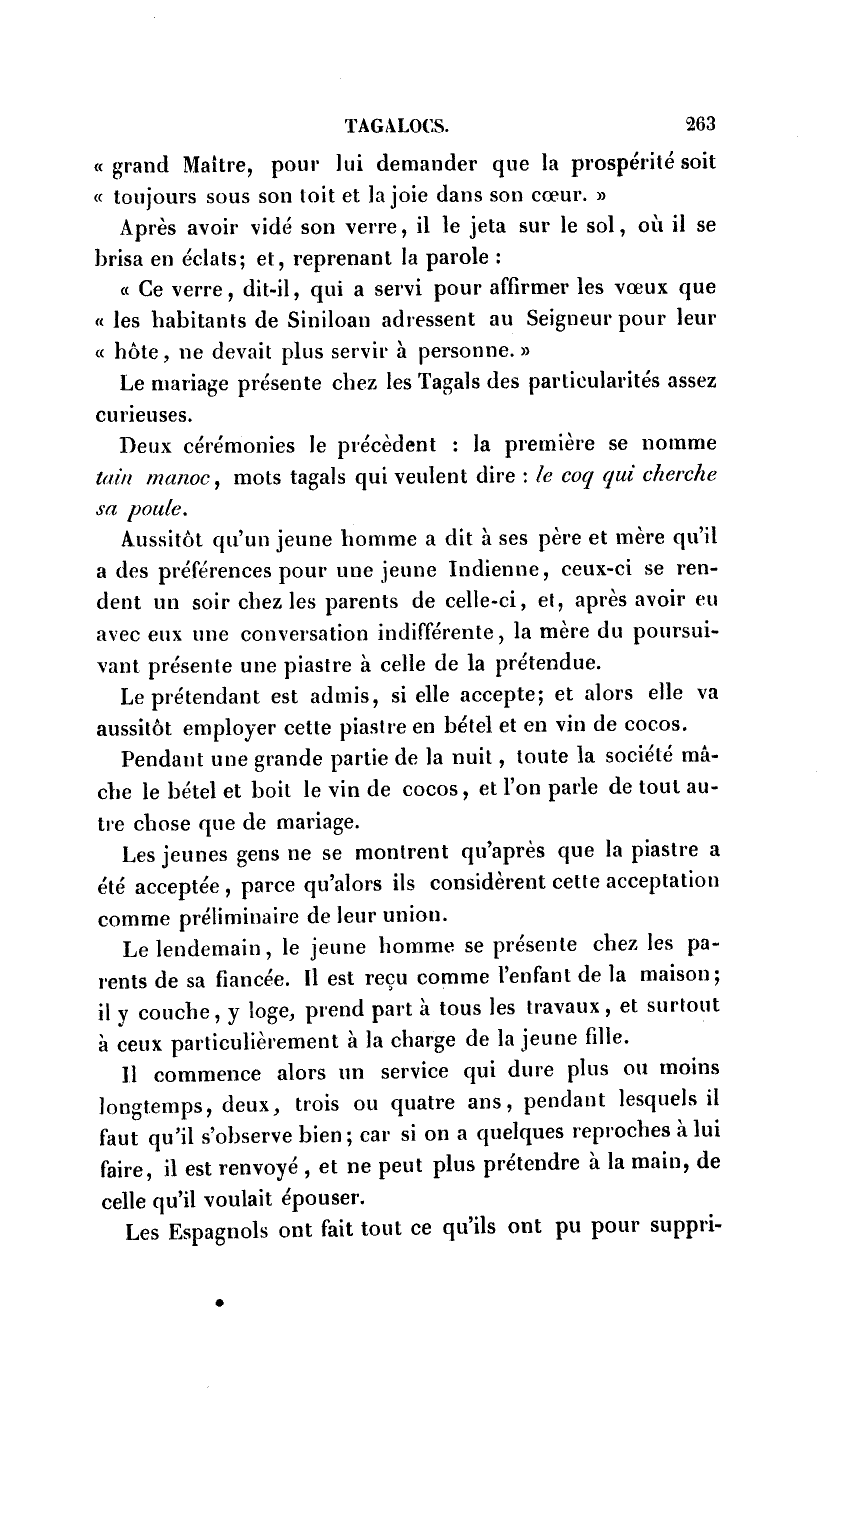 TAGALOCS. 263
« grand Maître, pour lui demander que la prospérité soit
« toujours sous son toit et la joie dans son cœur. »
Après avoir vidé son verre, il le jeta sur le sol, où il se
brisa en éclats; et, reprenant la parole :
« Ce verre, dit-il, qui a servi pour affirmer les vœux que
« les habitants de Siniloan adressent au Seigneur pour leur
« hôte, ne devait plus servir à personne. »
Le mariage présente chez les Tagals des particularités assez
curieuses.
Deux cérémonies le précèdent : la première se nomme
tain manoc, mots tagals qui veulent dire : le coq qui cherche
sa poule.
Aussitôt qu'un jeune homme a dit à ses père et mère qu'il
a des préférences pour une jeune Indienne, ceux-ci se ren-
dent un soir chez les parents de celle-ci, et, après avoir eu
avec eux une conversation indifférente, la mère du poursui-
vant présente une piastre à celle de la prétendue.
Le prétendant est admis, si elle accepte; et alors elle va
aussitôt employer cette piastre en bétel et en vin de cocos.
Pendant une grande partie de la nuit, toute la société mâ-
che le bétel et boit le vin de cocos, et l'on parle de tout au-
tre chose que de mariage.
Les jeunes gens ne se montrent qu'après que la piastre a
été acceptée, parce qu'alors ils considèrent cette acceptation
comme préliminaire de leur union.
Le lendemain, le jeune homme se présente chez les pa-
rents de sa fiancée. Il est reçu comme l'enfant de la maison;
il y couche, y loge, prend part à tous les travaux, et surtout
à ceux particulièrement à la charge de la jeune fille.
Il commence alors un service qui dure plus ou moins
longtemps, deux, trois ou quatre ans, pendant lesquels il
faut qu'il s'observe bien; car si on a quelques reproches à lui
faire, il est renvoyé, et ne peut plus prétendre à la main, de
celle qu'il voulait épouser.
Les Espagnols ont fait tout ce qu'ils ont pu pour suppri-